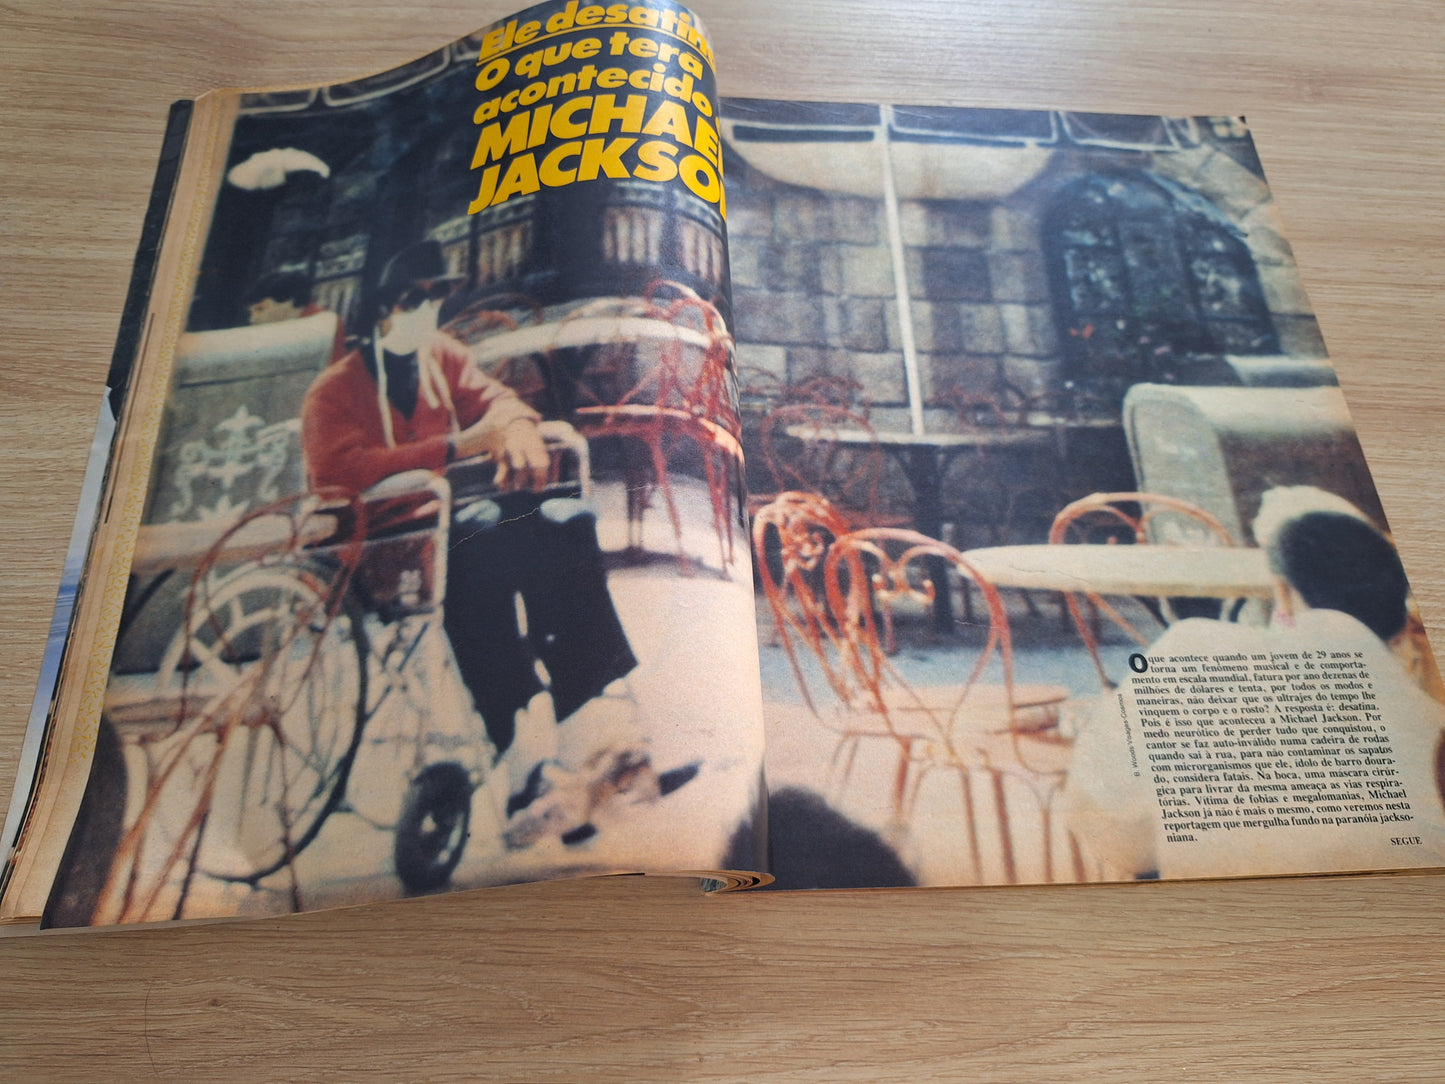 Ele desatin
O que terá
acontecido a
MICHAEL
JACKSO
O que acontece quando um jovem de 29 anos se
torna um fenômeno musical e de comporta-
mento em escala mundial, fatura por ano dezenas de
milhões de dólares e tenta, por todos os modos e
maneiras, não deixar que os ultrajes do tempo lhe
vinquem o corpo e o rosto? A resposta é: desatina.
Pois é isso que aconteceu a Michael Jackson. Por
medo neurótico de perder tudo que conquistou, o
cantor se faz auto-inválido numa cadeira de rodas
quando sai à rua, para não contaminar os sapatos
com microrganismos que ele, ídolo de barro doura-
do, considera fatais. Na boca, uma máscara cirúr-
gica para livrar da mesma ameaça as vias respira-
tórias. Vítima de fobias e megalomanias, Michael
Jackson já não é mais o mesmo, como veremos nesta
reportagem que mergulha fundo na paranóia jackso-
niana.
SEGUE